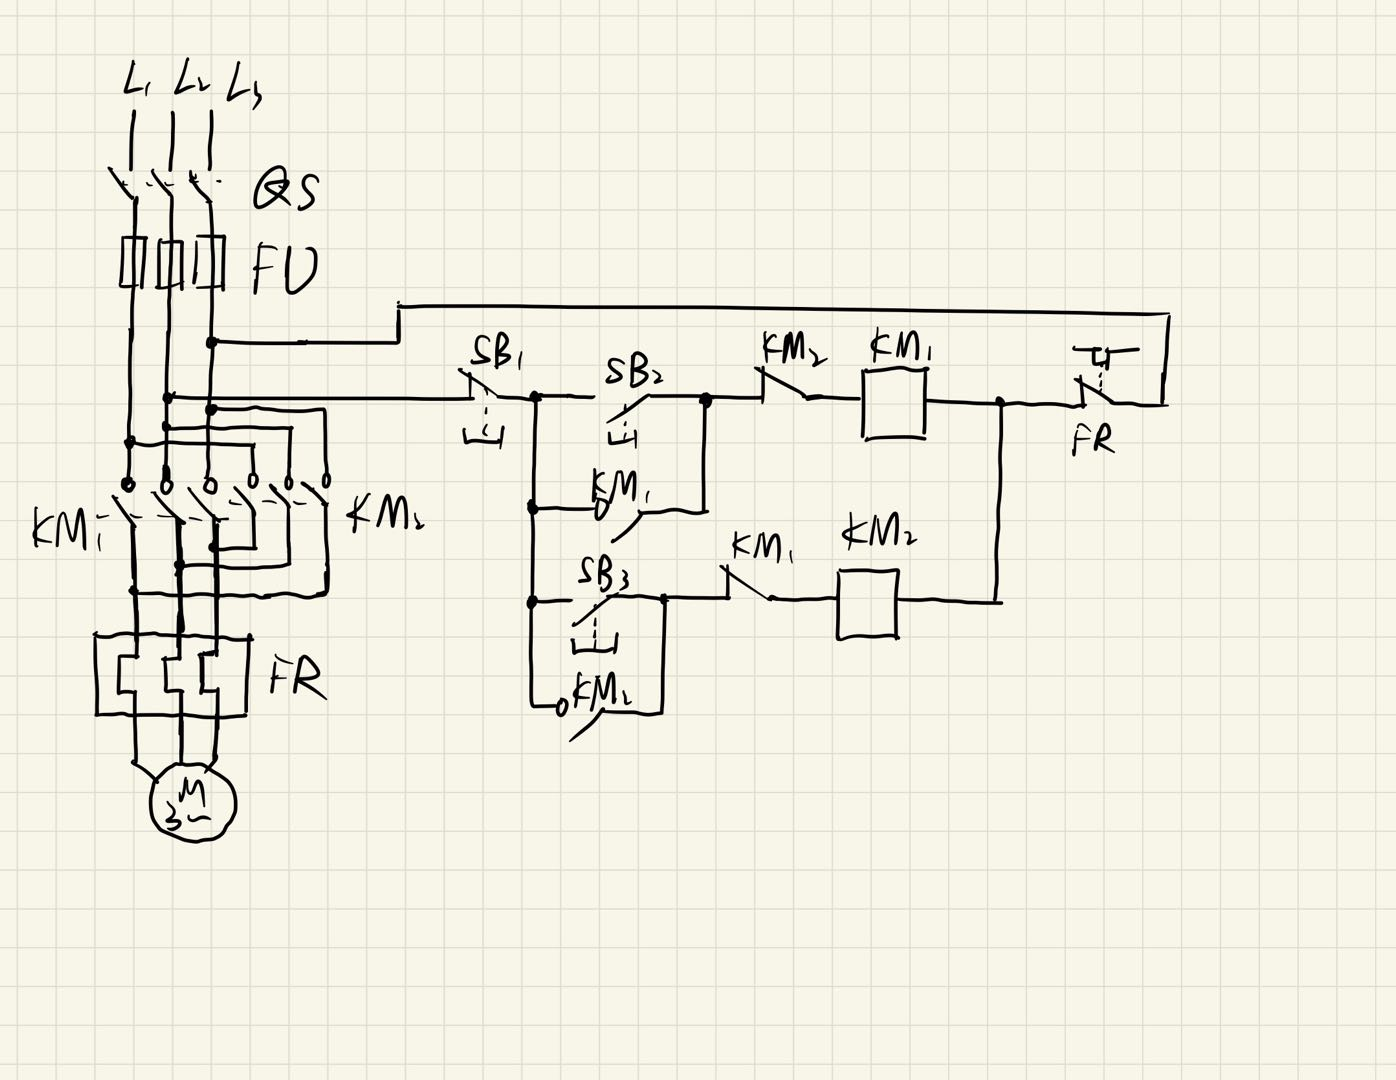 L₁ L₂ L₃
QS
FU
SB₁
SB₂
KM₂
KM₁
FR
KM₁
KM₂
KM₁
SB₃
KM₁
KM₂
KM₂
FR
M
3~